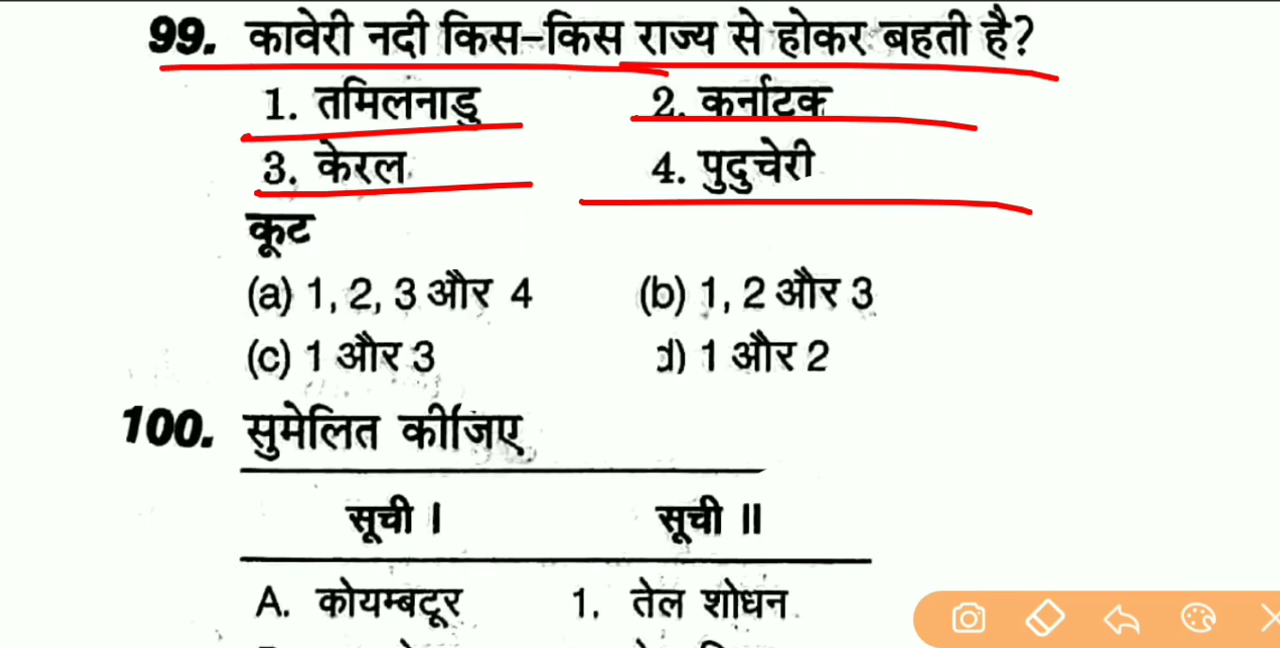 99. कावेरी नदी किस-किस राज्य से होकर बहती है?
1. तमिलनाडु 2. कर्नाटक
3. केरल 4. पुदुचेरी
कूट
(a) 1, 2, 3 और 4 (b) 1, 2 और 3
(c) 1 और 3 d) 1 और 2
100. सुमेलित कीजिए
सूची I सूची II
A. कोयम्बटूर 1. तेल शोधन